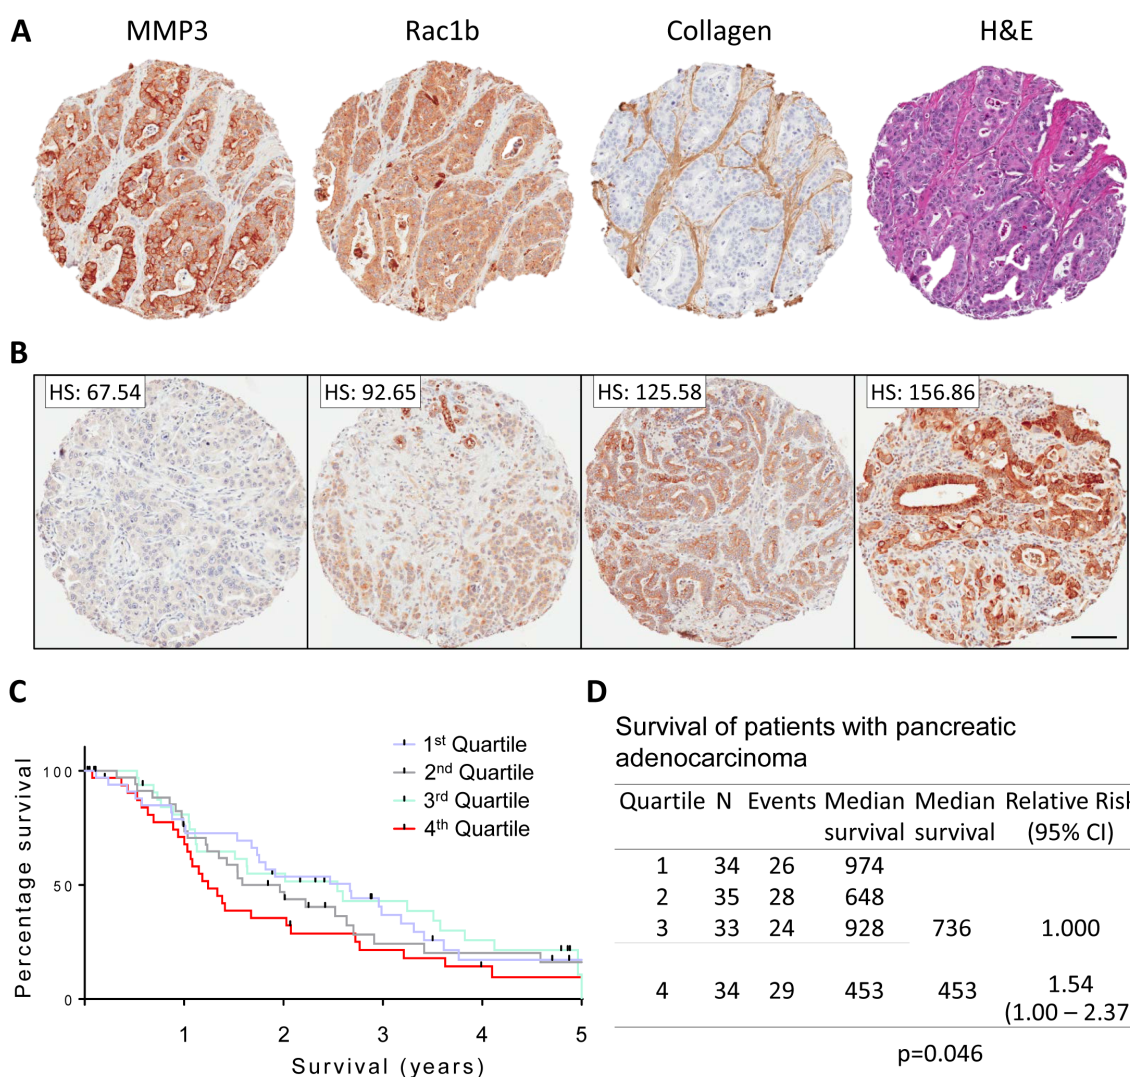 A
MMP3 Rac1b Collagen H&E
B
HS: 67.54 HS: 92.65 HS: 125.58 HS: 156.86
C
Percentage survival
100
50
0
1 2 3 4 5
Survival (years)
1st Quartile
2nd Quartile
3rd Quartile
4th Quartile
D
Survival of patients with pancreatic
adenocarcinoma
Quartile N Events Median Median Relative Risk
survival survival (95% CI)
1 34 26 974
2 35 28 648
3 33 24 928 736 1.000
4 34 29 453 453 1.54
(1.00 – 2.37
p=0.046